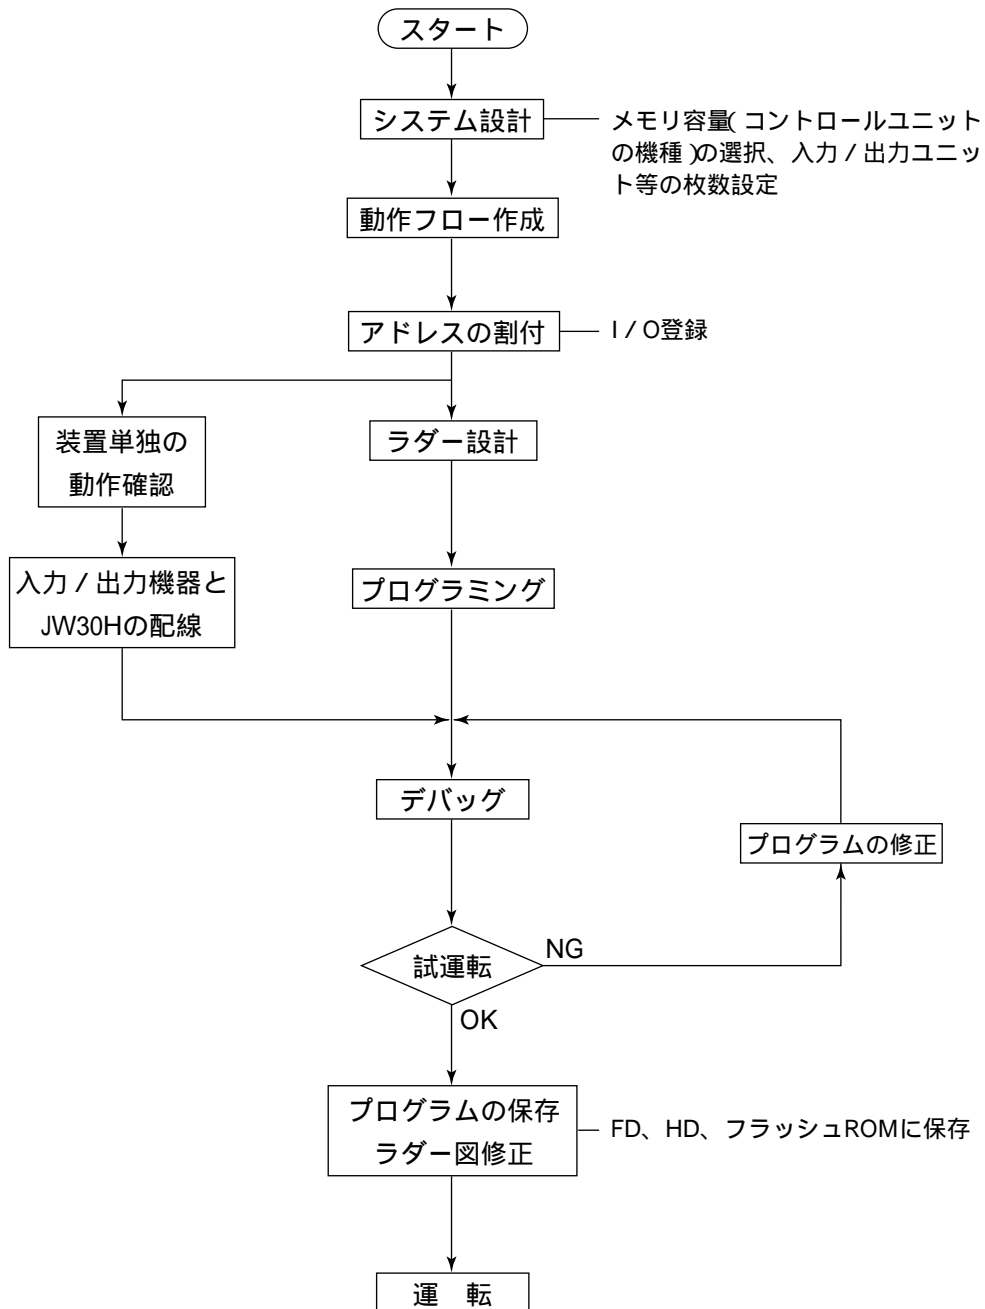 スタート
システム設計
メモリ容量(コントロールユニット
の機種)の選択、入力/出力ユニッ
ト等の枚数設定
動作フロー作成
アドレスの割付
I/O登録
装置単独の
動作確認
ラダー設計
入力/出力機器と
JW30Hの配線
プログラミング
デバッグ
プログラムの修正
試運転
NG
OK
プログラムの保存
ラダー図修正
FD、HD、フラッシュROMに保存
運 転